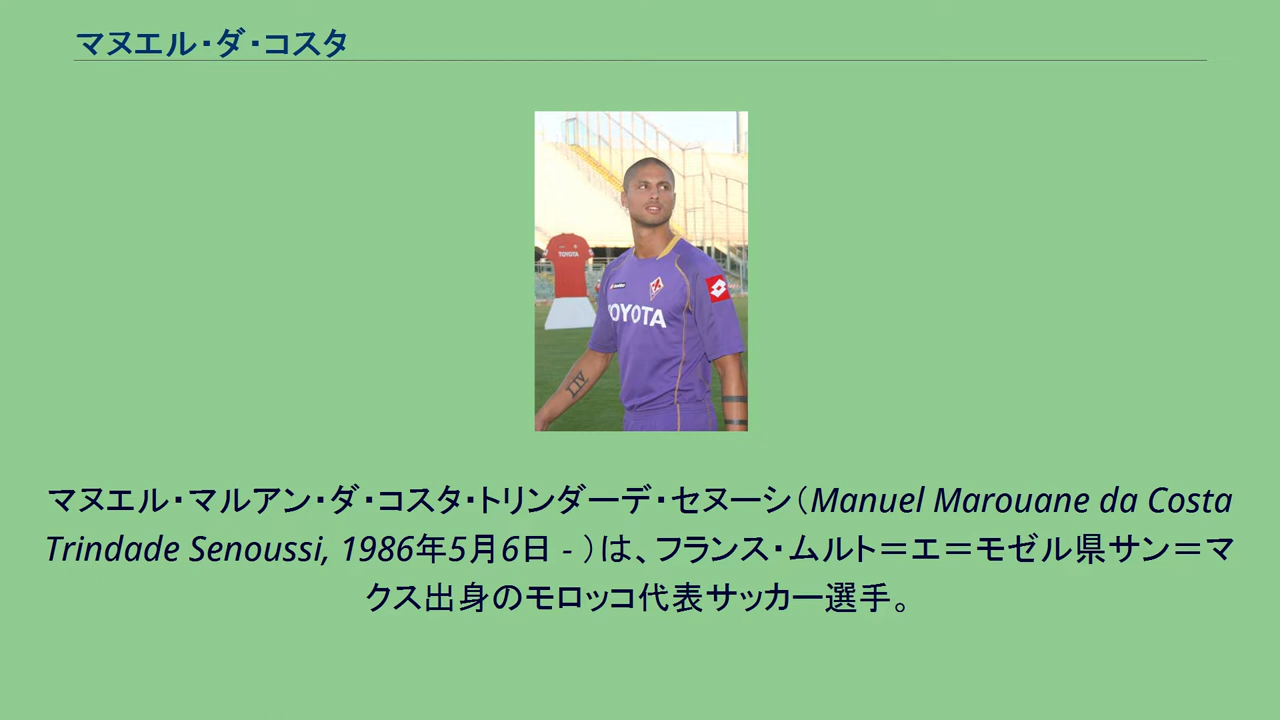 マヌエル・ダ・コスタ
TOYOTA
lotto
TOYOTA
マヌエル・マルアン・ダ・コスタ・トリンダーデ・セヌーシ（Manuel Marouane da Costa
Trindade Senoussi, 1986年5月6日 - ）は、フランス・ムルト＝エ＝モゼル県サン＝マ
クス出身のモロッコ代表サッカー選手。